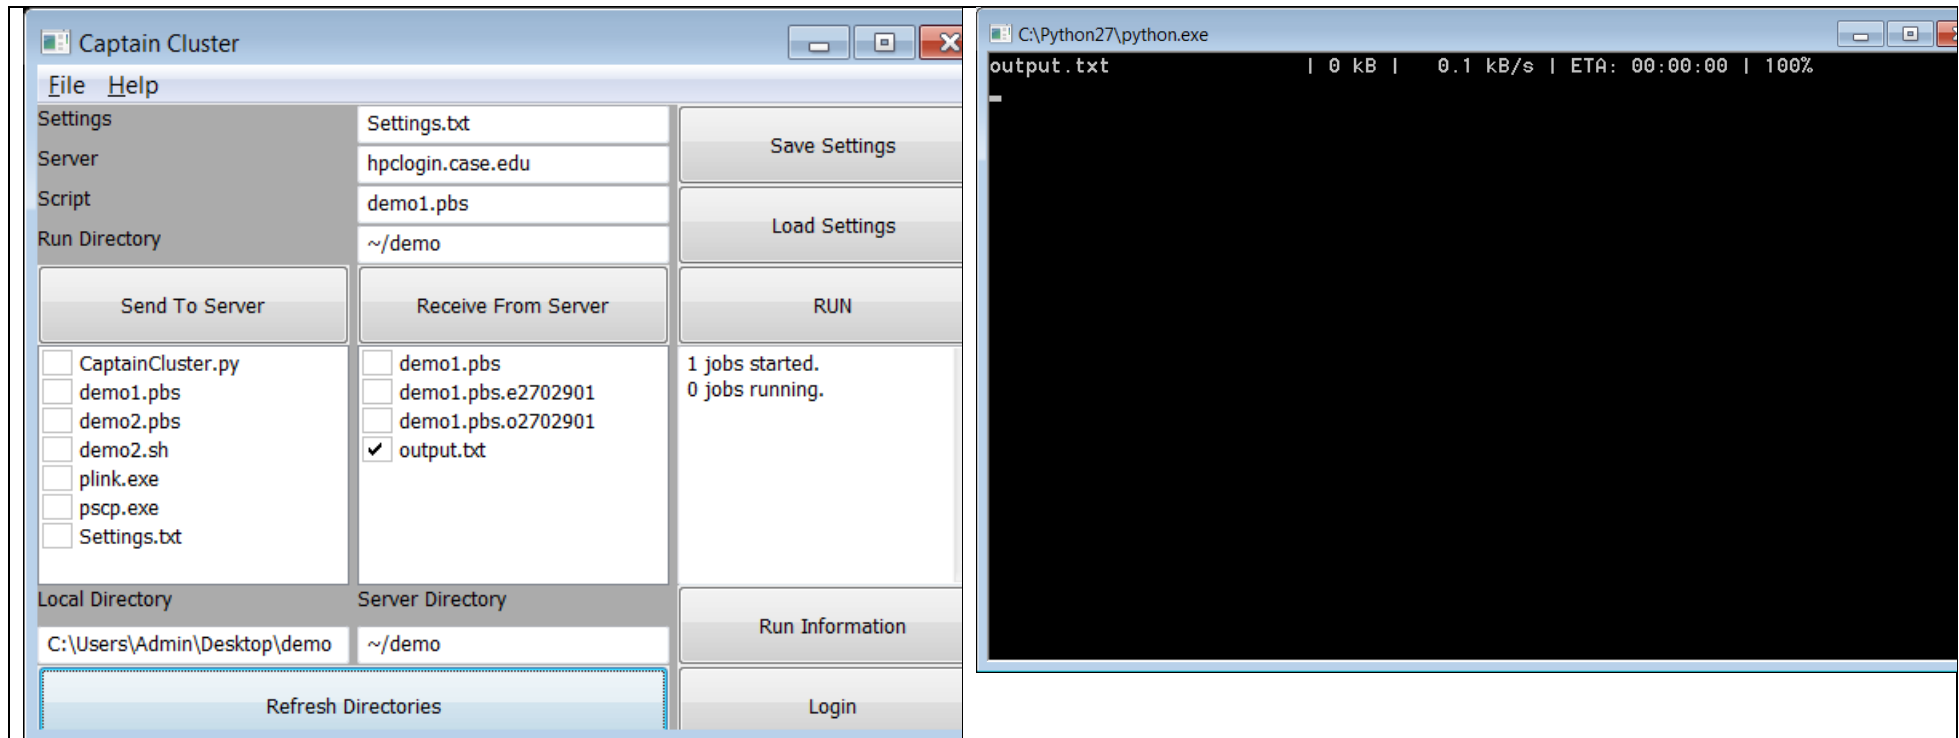 Captain Cluster
File Help
Settings
Settings.txt
Server
hpclogin.case.edu
Script
demo1.pbs
Run Directory
~/demo
Save Settings
Load Settings
Send To Server
Receive From Server
RUN
CaptainCluster.py
demo1.pbs
demo2.pbs
demo2.sh
plink.exe
pscp.exe
Settings.txt
demo1.pbs
demo1.pbs.e2702901
demo1.pbs.o2702901
output.txt
1 jobs started.
0 jobs running.
Local Directory
Server Directory
C:\Users\Admin\Desktop\demo
~/demo
Run Information
Refresh Directories
Login
C:\Python27\python.exe
output.txt | 0 kB | 0.1 kB/s | ETA: 00:00:00 | 100%